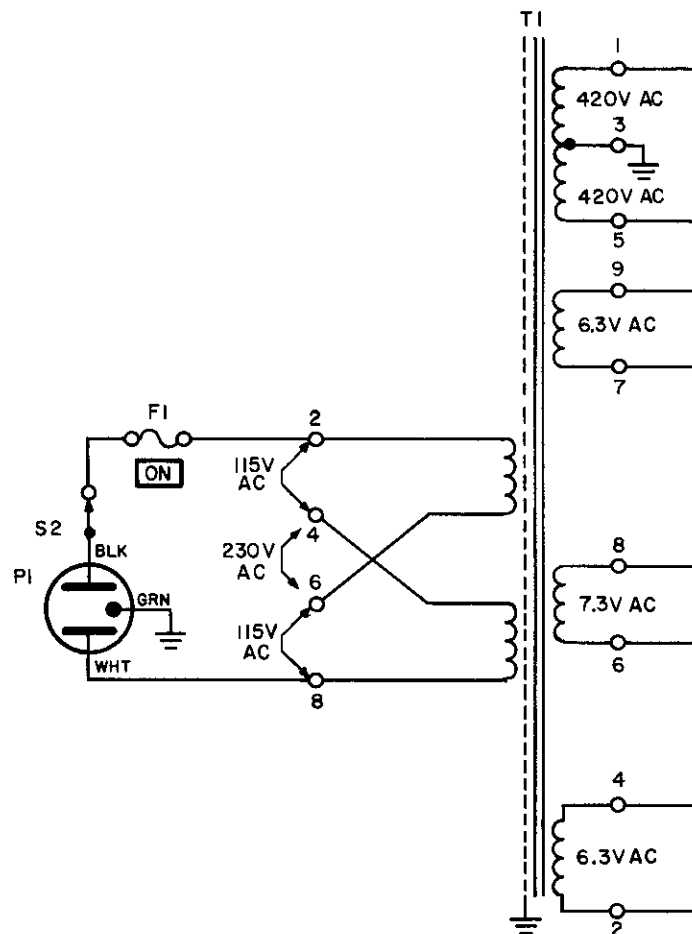 T1
1
420V AC
3
420V AC
5
9
6.3V AC
7
F1
2
ON
115V
AC
S2
4
BLK
230V
AC
P1
GRN
6
115V
AC
WHT
8
8
7.3V AC
6
4
6.3V AC
2